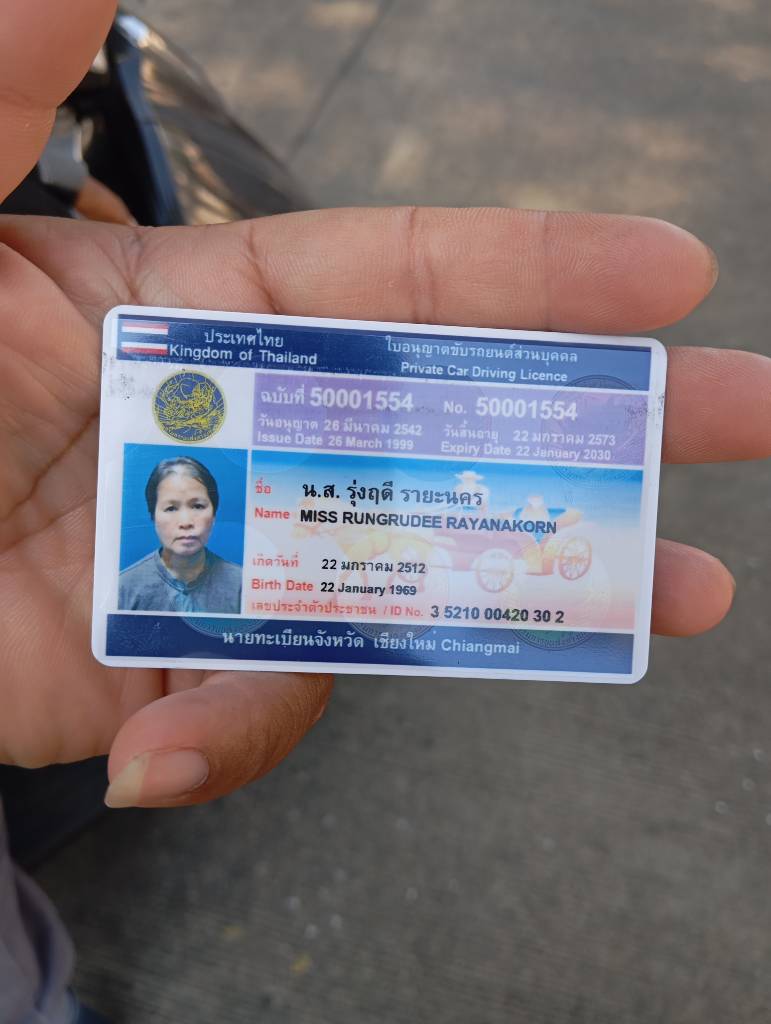 ประเทศไทย
Kingdom of Thailand
ใบอนุญาตขับรถยนต์ส่วนบุคคล
Private Car Driving Licence
ฉบับที่ 50001554 No. 50001554
วันอนุญาต 26 มีนาคม 2542 วันสิ้นอายุ 22 มกราคม 2573
Issue Date 26 March 1999 Expiry Date 22 January 2030
ชื่อ น.ส. รุ่งฤดี รายะนคร
Name MISS RUNGRUDEE RAYANAKORN
เกิดวันที่ 22 มกราคม 2512
Birth Date 22 January 1969
เลขประจำตัวประชาชน / ID No. 3 5210 00420 30 2
นายทะเบียนจังหวัด เชียงใหม่ Chiangmai